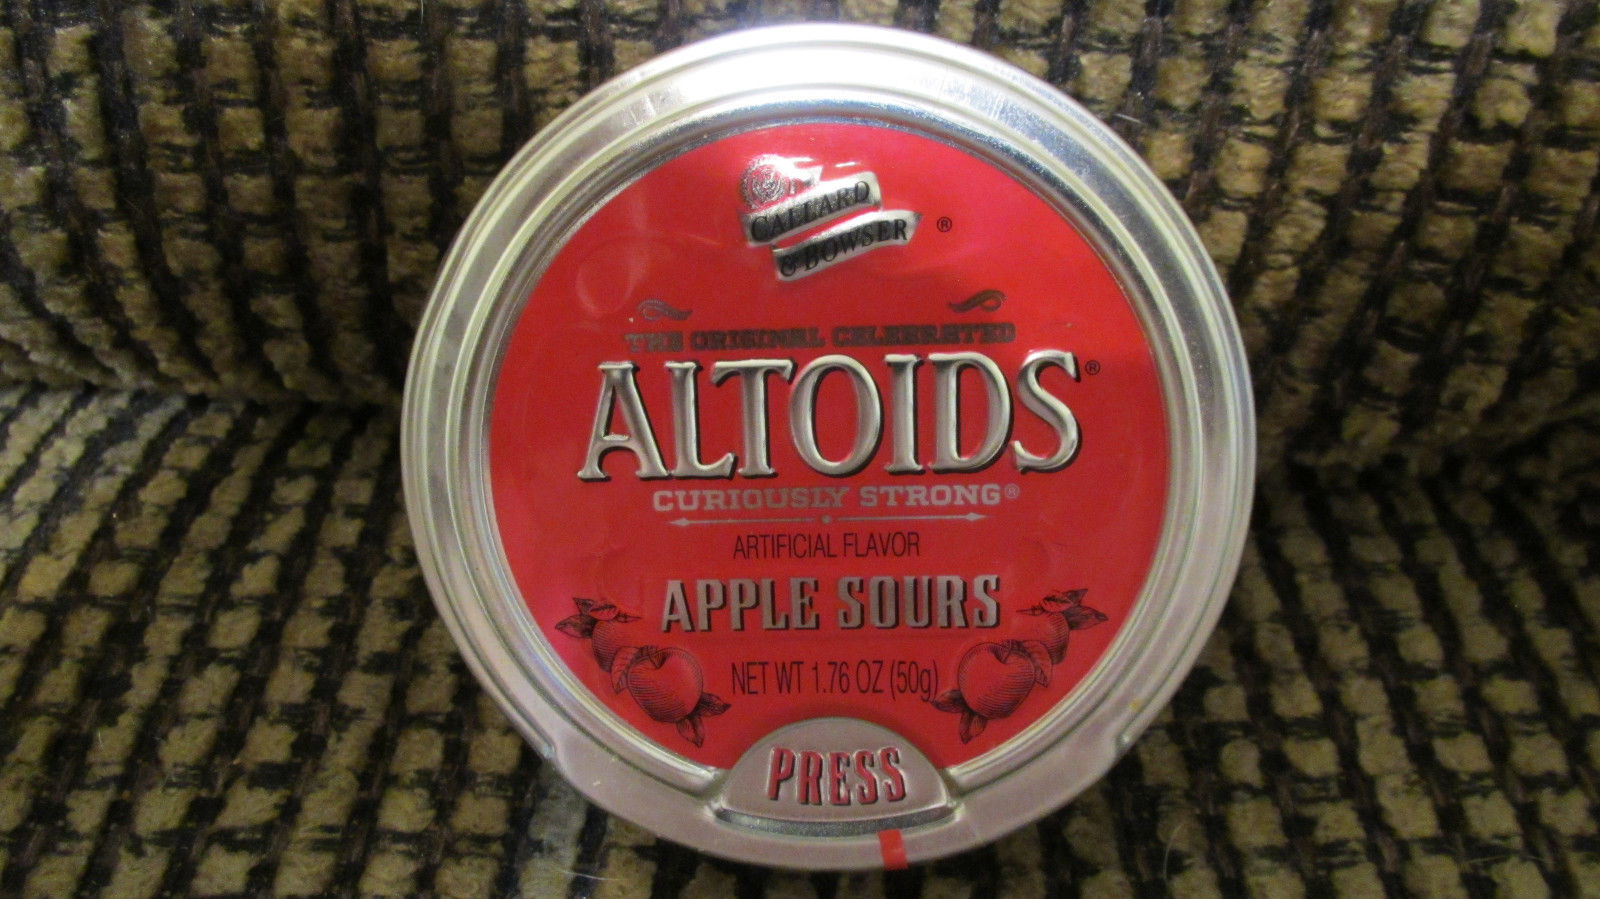 CALLARD
& BOWSER ®
THE ORIGINAL CELEBRATED
ALTOIDS®
CURIOUSLY STRONG®
ARTIFICIAL FLAVOR
APPLE SOURS
NET WT 1.76 OZ (50g)
PRESS